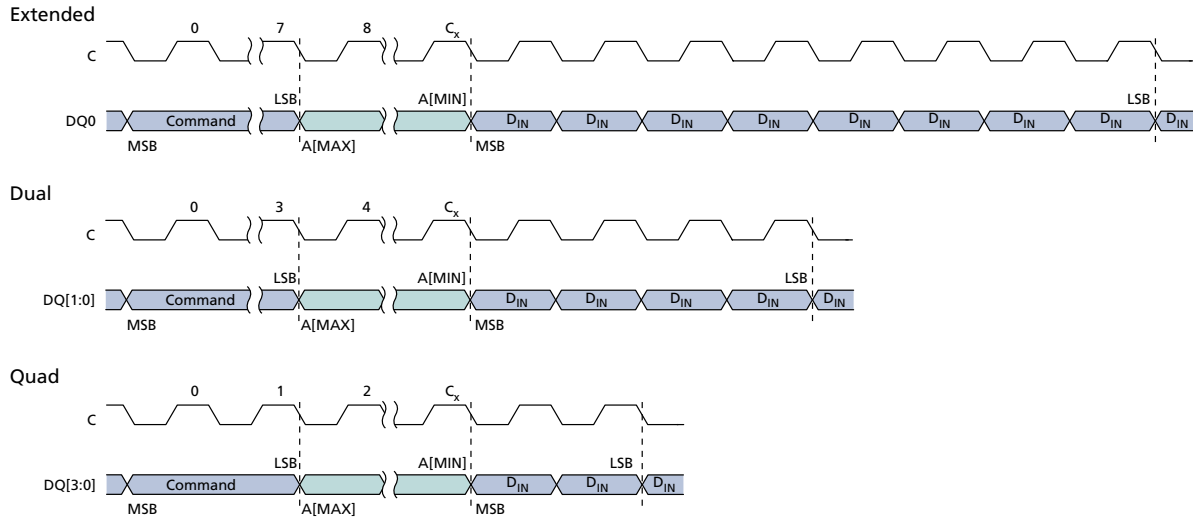 Extended
0 7 8 Cx
C
LSB A[MIN] LSB
DQ0 Command DIN DIN DIN DIN DIN DIN DIN DIN DIN
MSB A[MAX] MSB
Dual
0 3 4 Cx
C
LSB A[MIN] LSB
DQ[1:0] Command DIN DIN DIN DIN DIN
MSB A[MAX] MSB
Quad
0 1 2 Cx
C
LSB A[MIN] LSB
DQ[3:0] Command DIN DIN DIN
MSB A[MAX] MSB